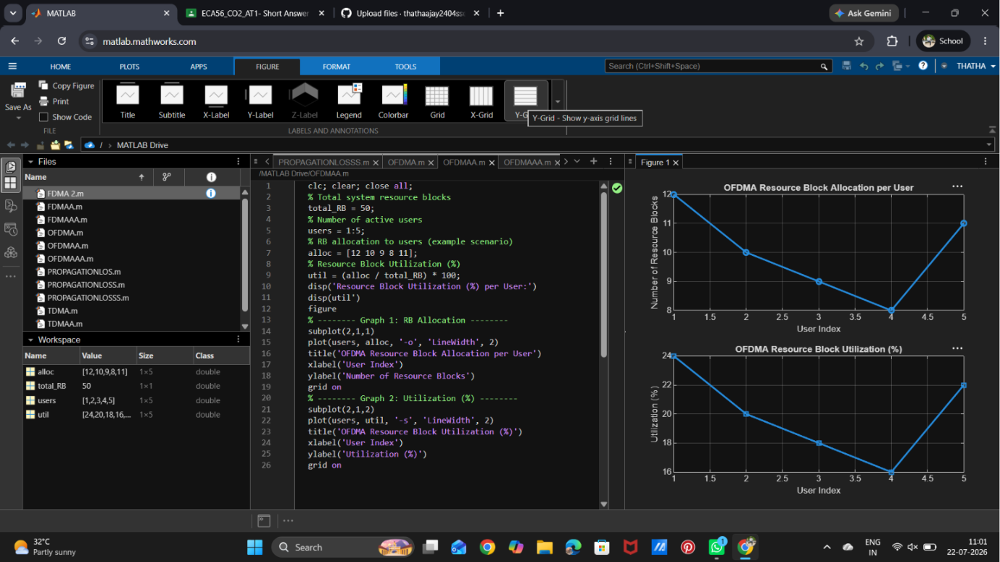 MATLAB
ECA56_CO2_AT1- Short Answer
Upload files · thathaajay2404ss
Ask Gemini
matlab.mathworks.com
School
HOME
PLOTS
APPS
FIGURE
FORMAT
TOOLS
Search (Ctrl+Shift+Space)
THATHA
Save As
Copy Figure
Print
Show Code
FILE
Title
Subtitle
X-Label
Y-Label
Z-Label
Legend
Colorbar
Grid
X-Grid
Y-G
Y-Grid - Show y-axis grid lines
LABELS AND ANNOTATIONS
/ › MATLAB Drive
Files
Name
FDMA 2.m
FDMAA.m
FDMAAA.m
OFDMA.m
OFDMAA.m
OFDMAAA.m
PROPAGATIONLOS.m
PROPAGATIONLOSS.m
PROPAGATIONLOSSS.m
TDMA.m
TDMAA.m
Workspace
Name Value Size Class
alloc [12,10,9,8,11] 1×5 double
total_RB 50 1×1 double
users [1,2,3,4,5] 1×5 double
util [24,20,18,16,... 1×5 double
PROPAGATIONLOSSS.m
OFDMA.m
OFDMAA.m
OFDMAAA.m
/MATLAB Drive/OFDMAA.m
1 clc; clear; close all;
2 % Total system resource blocks
3 total_RB = 50;
4 % Number of active users
5 users = 1:5;
6 % RB allocation to users (example scenario)
7 alloc = [12 10 9 8 11];
8 % Resource Block Utilization (%)
9 util = (alloc / total_RB) * 100;
10 disp('Resource Block Utilization (%) per User:')
11 disp(util')
12 figure
13 % -------- Graph 1: RB Allocation --------
14 subplot(2,1,1)
15 plot(users, alloc, '-o', 'LineWidth', 2)
16 title('OFDMA Resource Block Allocation per User')
17 xlabel('User Index')
18 ylabel('Number of Resource Blocks')
19 grid on
20 % -------- Graph 2: Utilization (%) --------
21 subplot(2,1,2)
22 plot(users, util, '-s', 'LineWidth', 2)
23 title('OFDMA Resource Block Utilization (%)')
24 xlabel('User Index')
25 ylabel('Utilization (%)')
26 grid on
Figure 1
OFDMA Resource Block Allocation per User
Number of Resource Blocks
12
11
10
9
8
1 1.5 2 2.5 3 3.5 4 4.5 5
User Index
OFDMA Resource Block Utilization (%)
Utilization (%)
24
22
20
18
16
1 1.5 2 2.5 3 3.5 4 4.5 5
User Index
32°C
Partly sunny
Search
1
ENG
IN
11:01
22-07-2026